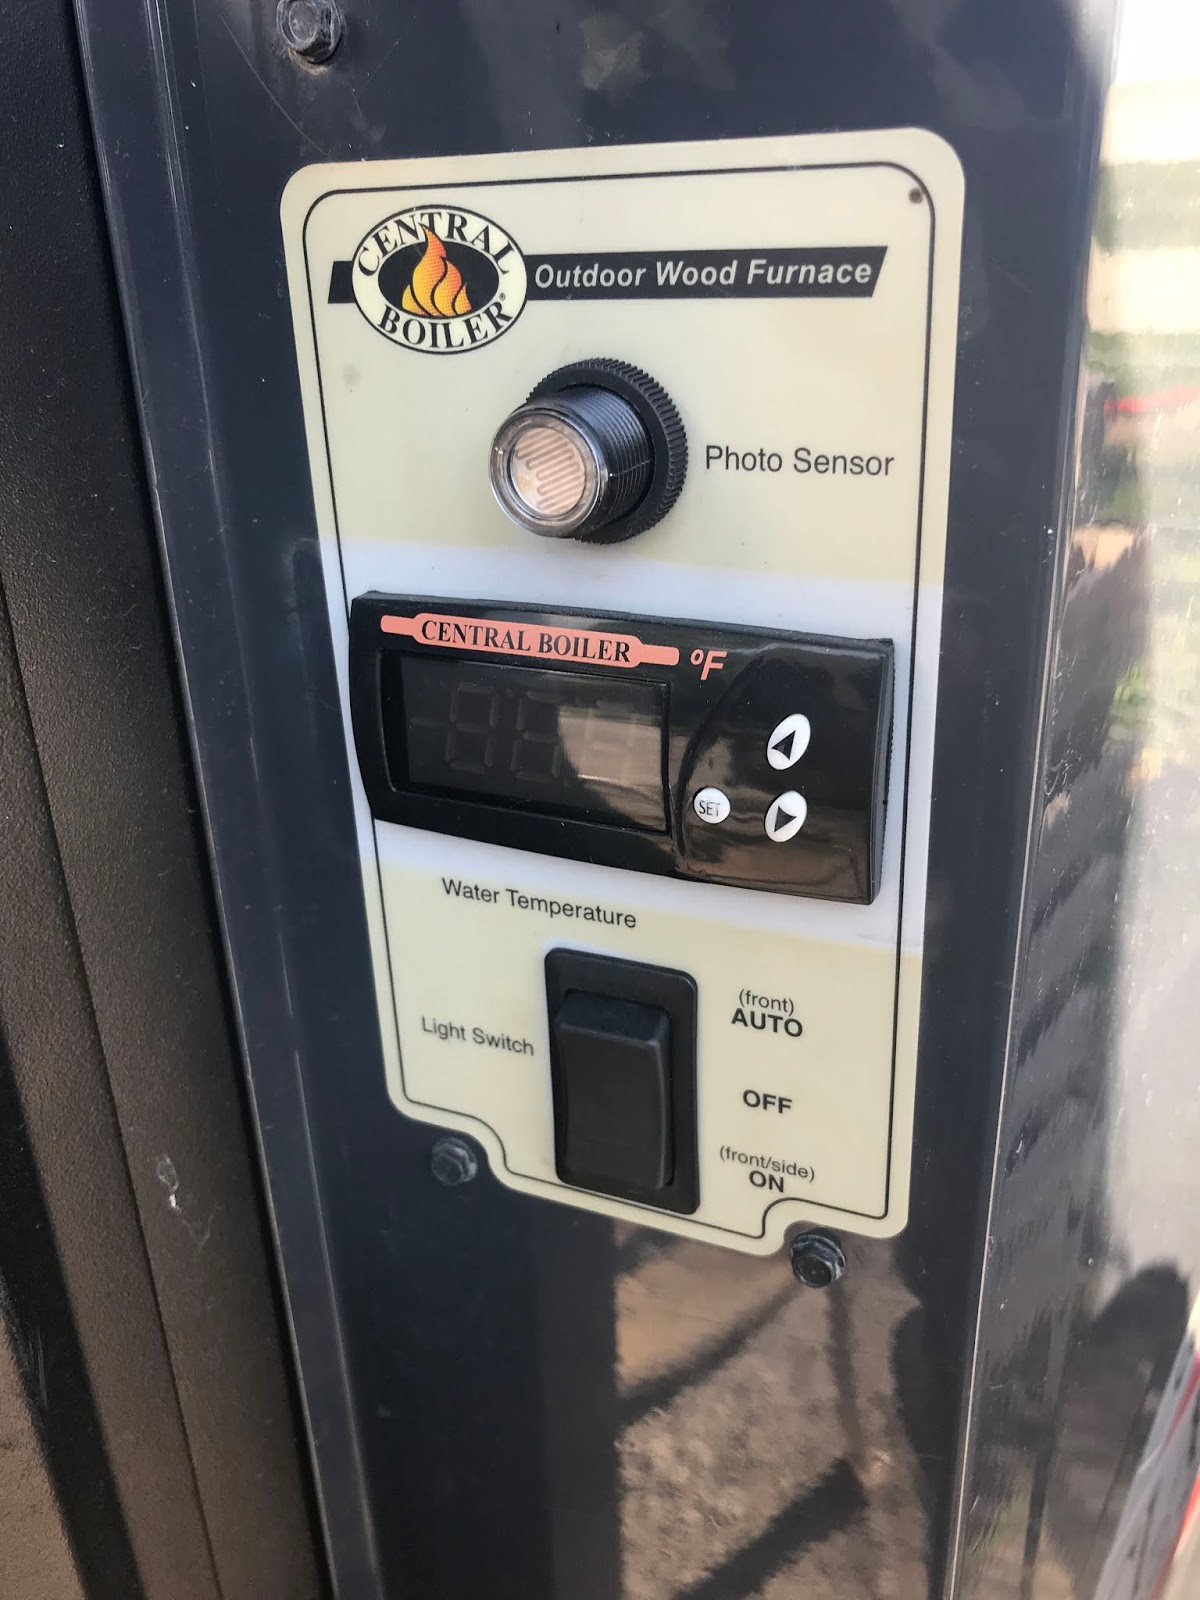 CENTRAL
BOILER®
Outdoor Wood Furnace
Photo Sensor
CENTRAL BOILER
°F
SET
Water Temperature
Light Switch
(front)
AUTO
OFF
(front/side)
ON